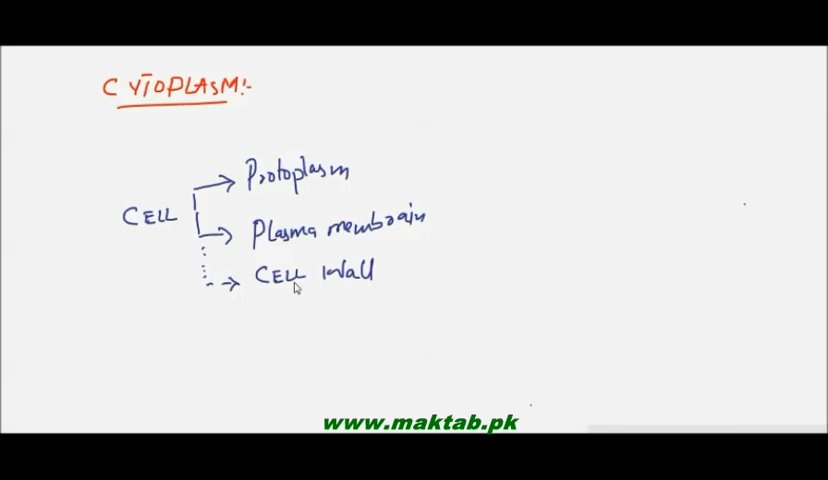 CYTOPLASM:-
Protoplasm
CELL
Plasma membrain
CELL Wall
www.maktab.pk